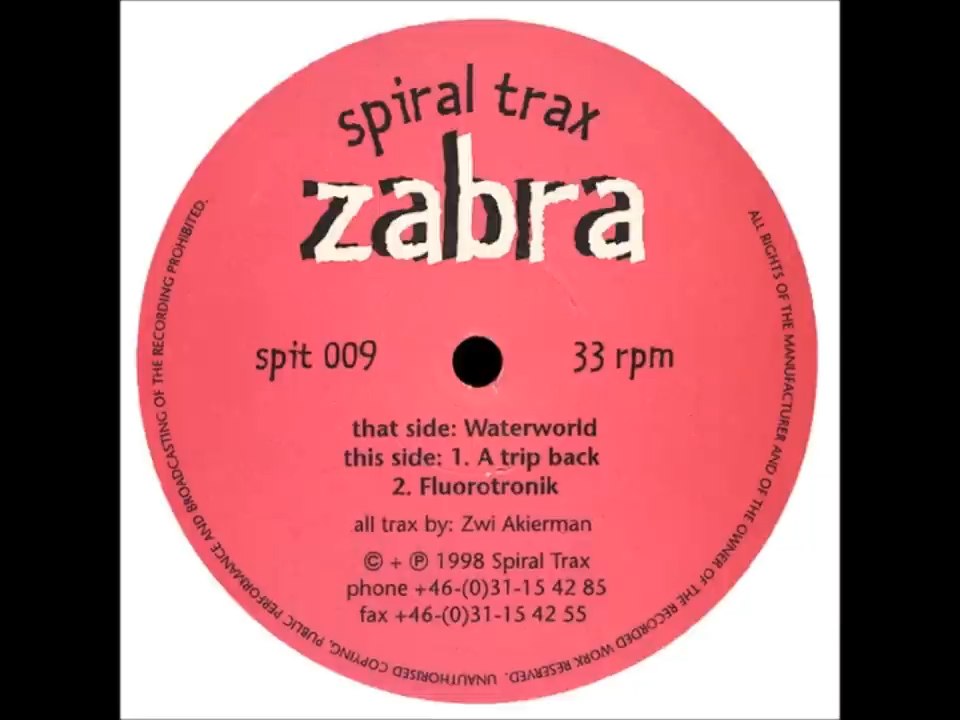 spiral trax
zabra
spit 009
33 rpm
that side: Waterworld
this side: 1. A trip back
2. Fluorotronik
all trax by: Zwi Akierman
© + ℗ 1998 Spiral Trax
phone +46-(0)31-15 42 85
fax +46-(0)31-15 42 55
ALL RIGHTS OF THE MANUFACTURER AND OF THE OWNER OF THE RECORDED WORK RESERVED. UNAUTHORISED COPYING, PUBLIC PERFORMANCE AND BROADCASTING OF THE RECORDING PROHIBITED.